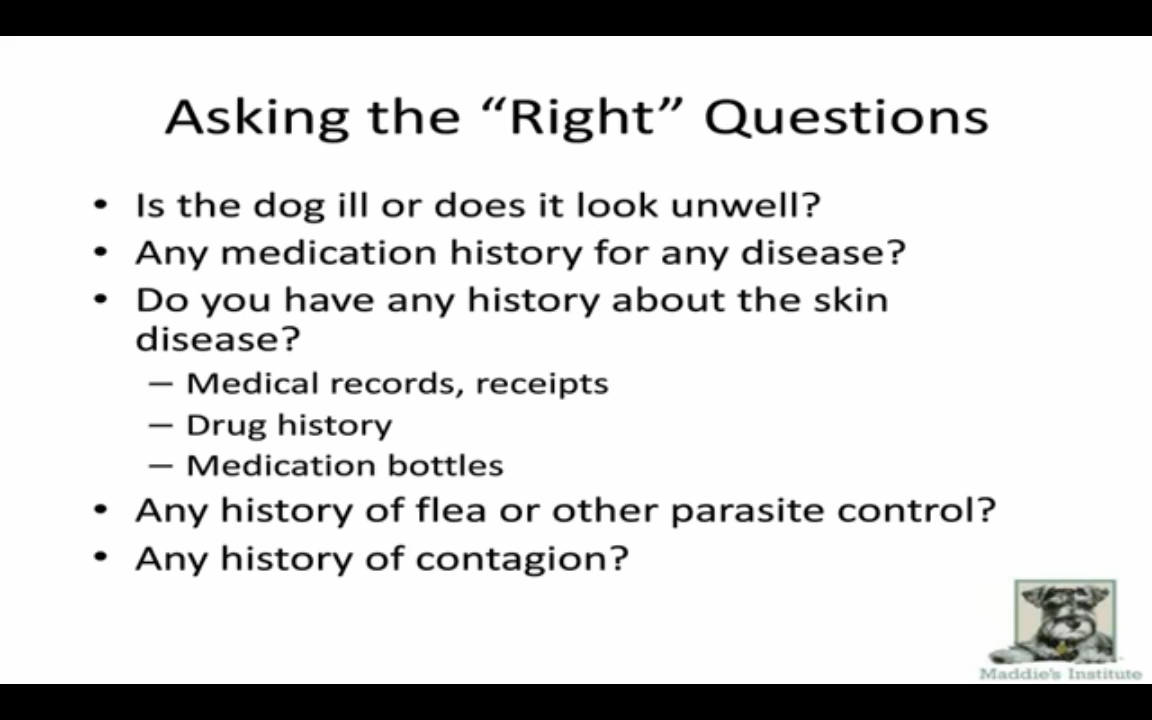 Asking the “Right” Questions
• Is the dog ill or does it look unwell?
• Any medication history for any disease?
• Do you have any history about the skin
disease?
– Medical records, receipts
– Drug history
– Medication bottles
• Any history of flea or other parasite control?
• Any history of contagion?
Maddie's Institute